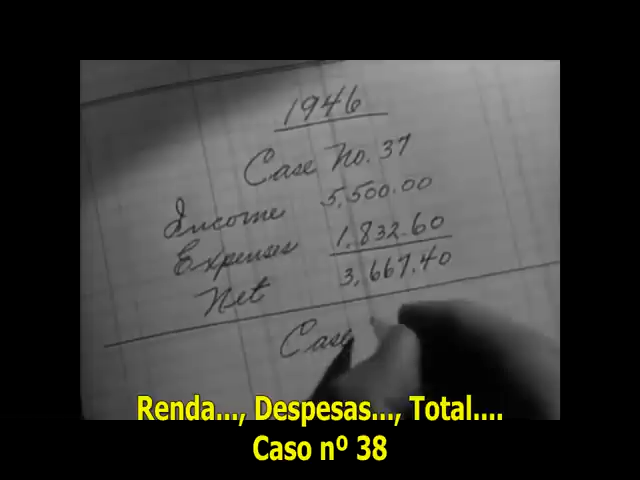 1946
Case No. 37
Income 5,500.00
Expenses 1,832.60
Net 3,667.40
Case
Renda..., Despesas..., Total....
Caso nº 38